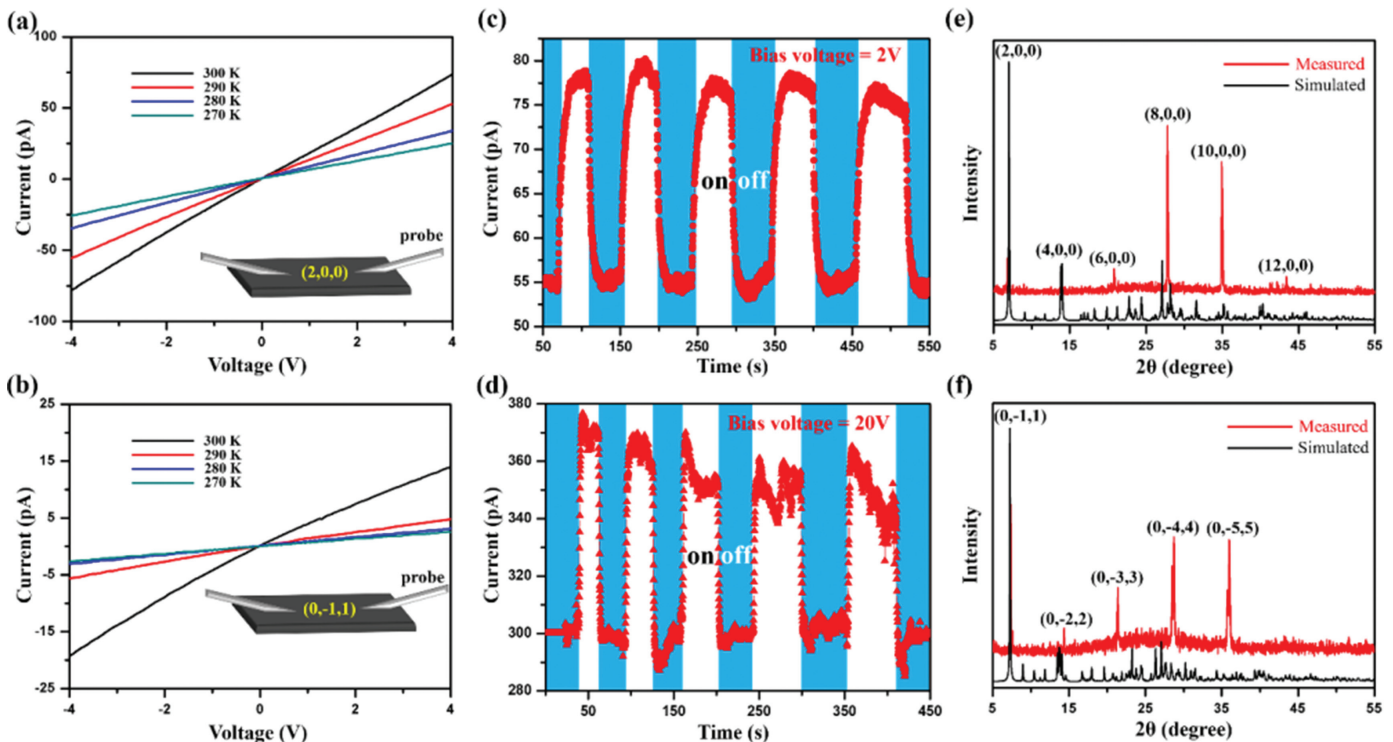 (a)
100
50
0
-50
-100
Current (pA)
300 K
290 K
280 K
270 K
probe
(2,0,0)
-4
-2
0
2
4
Voltage (V)
(c)
Bias voltage = 2V
80
75
70
65
60
55
50
Current (pA)
on off
50
150
250
350
450
550
Time (s)
(e)
(2,0,0)
Measured
Simulated
(8,0,0)
(10,0,0)
(4,0,0)
(6,0,0)
(12,0,0)
Intensity
5
15
25
35
45
55
2θ (degree)
(b)
25
15
5
-5
-15
-25
Current (pA)
300 K
290 K
280 K
270 K
probe
(0,-1,1)
-4
-2
0
2
4
Voltage (V)
(d)
Bias voltage = 20V
380
360
340
320
300
280
Current (pA)
on off
50
150
250
350
450
Time (s)
(f)
(0,-1,1)
Measured
Simulated
(0,-4,4)
(0,-5,5)
(0,-3,3)
(0,-2,2)
Intensity
5
15
25
35
45
55
2θ (degree)